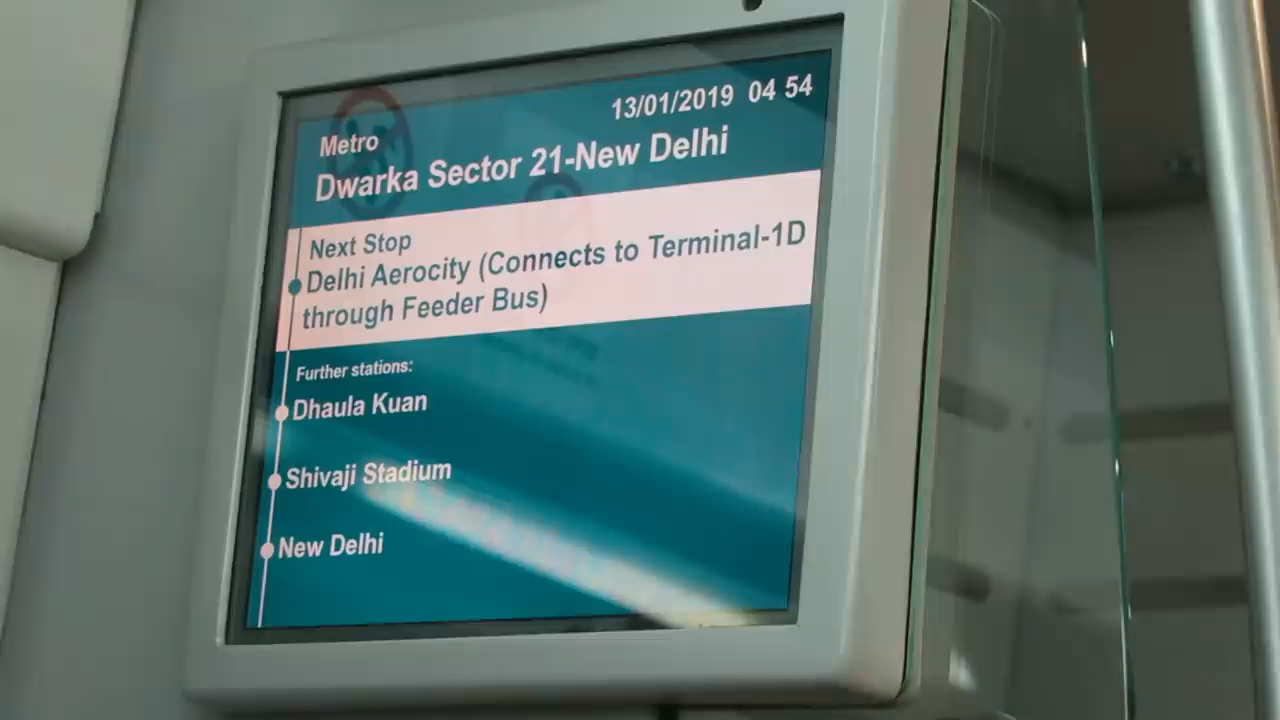 13/01/2019 04 54
Metro
Dwarka Sector 21-New Delhi
Next Stop
Delhi Aerocity (Connects to Terminal-1D
through Feeder Bus)
Further stations:
Dhaula Kuan
Shivaji Stadium
New Delhi